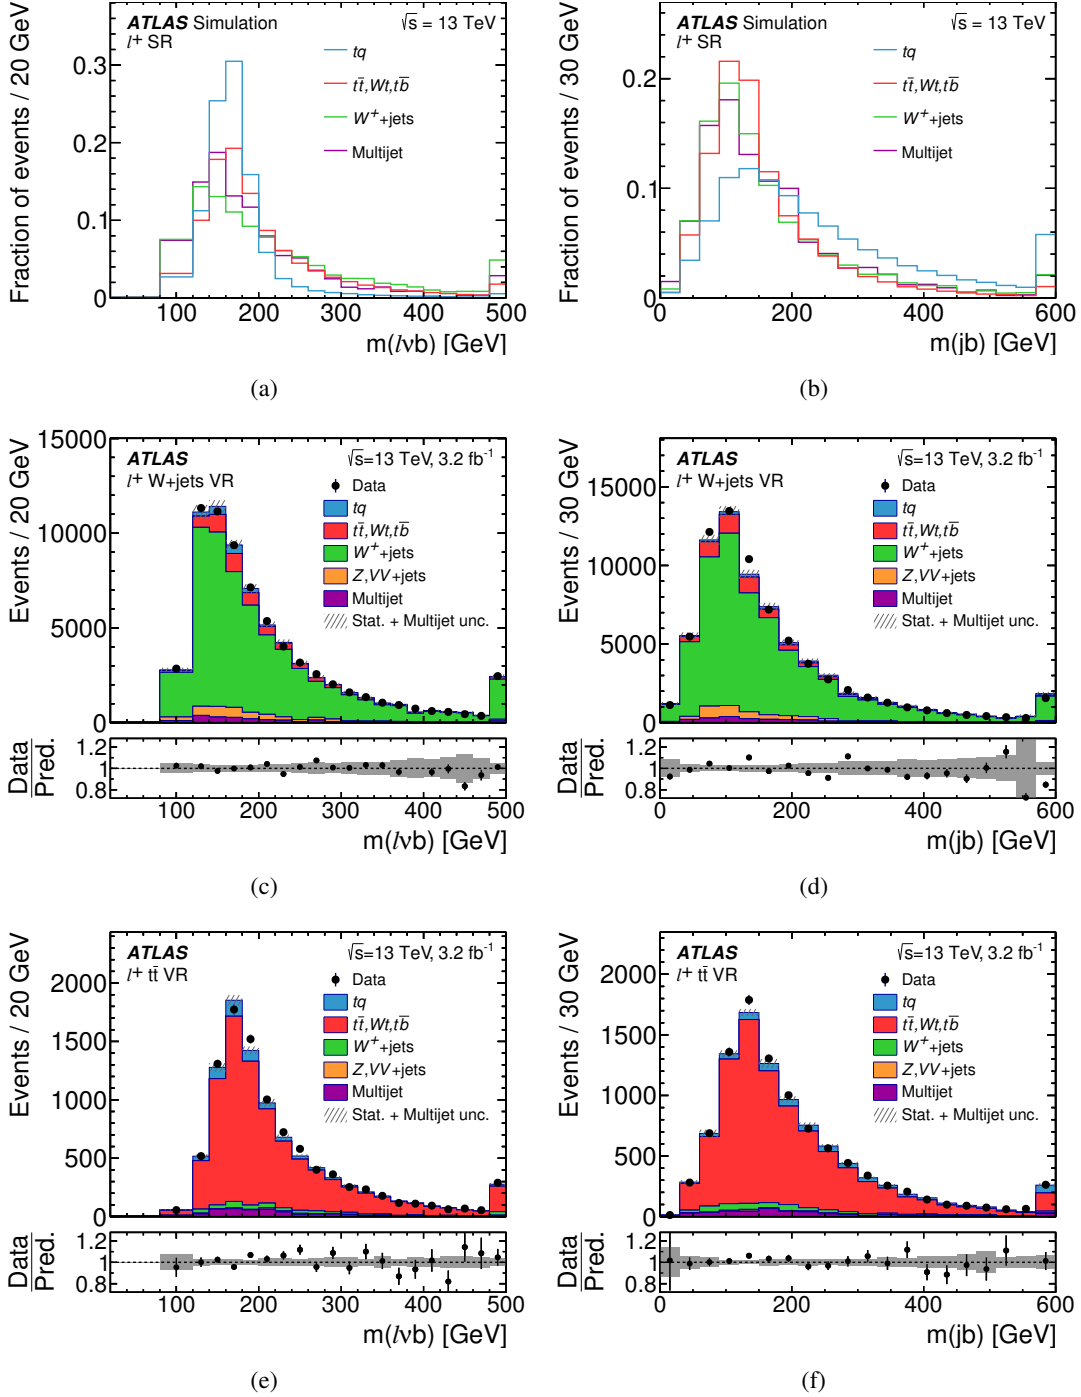 ATLAS Simulation √s = 13 TeV
l+ SR
tq
tt̄,Wt,tb̄
W⁺+jets
Multijet
Fraction of events / 20 GeV
0.3
0.2
0.1
0
100 200 300 400 500
m(lνb) [GeV]
(a)
ATLAS Simulation √s = 13 TeV
l+ SR
tq
tt̄,Wt,tb̄
W⁺+jets
Multijet
Fraction of events / 30 GeV
0.2
0.1
0
0 200 400 600
m(jb) [GeV]
(b)
ATLAS √s=13 TeV, 3.2 fb⁻¹
l+ W+jets VR
Data
tq
tt̄,Wt,tb̄
W⁺+jets
Z,VV+jets
Multijet
Stat. + Multijet unc.
Events / 20 GeV
15000
10000
5000
0
Data
Pred.
1.2
1
0.8
100 200 300 400 500
m(lνb) [GeV]
(c)
ATLAS √s=13 TeV, 3.2 fb⁻¹
l+ W+jets VR
Data
tq
tt̄,Wt,tb̄
W⁺+jets
Z,VV+jets
Multijet
Stat. + Multijet unc.
Events / 30 GeV
15000
10000
5000
0
Data
Pred.
1.2
1
0.8
0 200 400 600
m(jb) [GeV]
(d)
ATLAS √s=13 TeV, 3.2 fb⁻¹
l+ tt̄ VR
Data
tq
tt̄,Wt,tb̄
W⁺+jets
Z,VV+jets
Multijet
Stat. + Multijet unc.
Events / 20 GeV
2000
1500
1000
500
0
Data
Pred.
1.2
1
0.8
100 200 300 400 500
m(lνb) [GeV]
(e)
ATLAS √s=13 TeV, 3.2 fb⁻¹
l+ tt̄ VR
Data
tq
tt̄,Wt,tb̄
W⁺+jets
Z,VV+jets
Multijet
Stat. + Multijet unc.
Events / 30 GeV
2000
1500
1000
500
0
Data
Pred.
1.2
1
0.8
0 200 400 600
m(jb) [GeV]
(f)